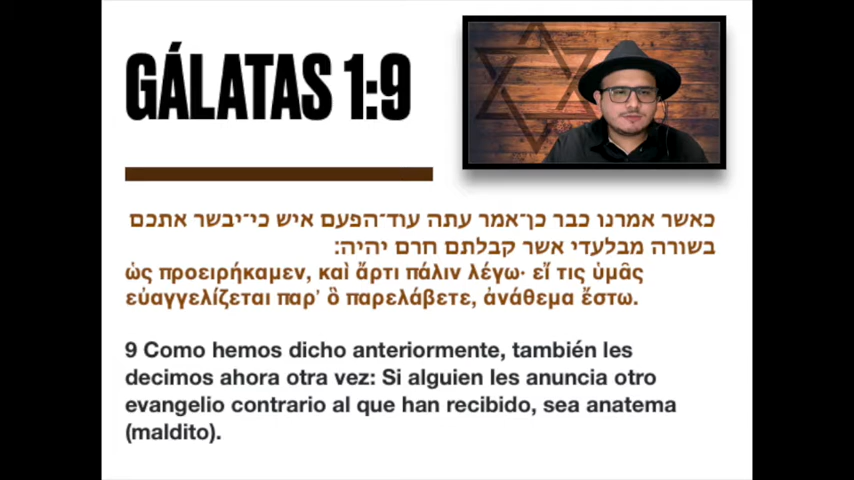 GÁLATAS 1:9
כאשר אמרנו כבר כן־אמר עתה עוד־הפעם איש כי־יבשר אתכם
בשורה מבלעדי אשר קבלתם חרם יהיה:
ὡς προειρήκαμεν, καὶ ἄρτι πάλιν λέγω· εἴ τις ὑμᾶς
εὐαγγελίζεται παρ’ ὃ παρελάβετε, ἀνάθεμα ἔστω.
9 Como hemos dicho anteriormente, también les
decimos ahora otra vez: Si alguien les anuncia otro
evangelio contrario al que han recibido, sea anatema
(maldito).